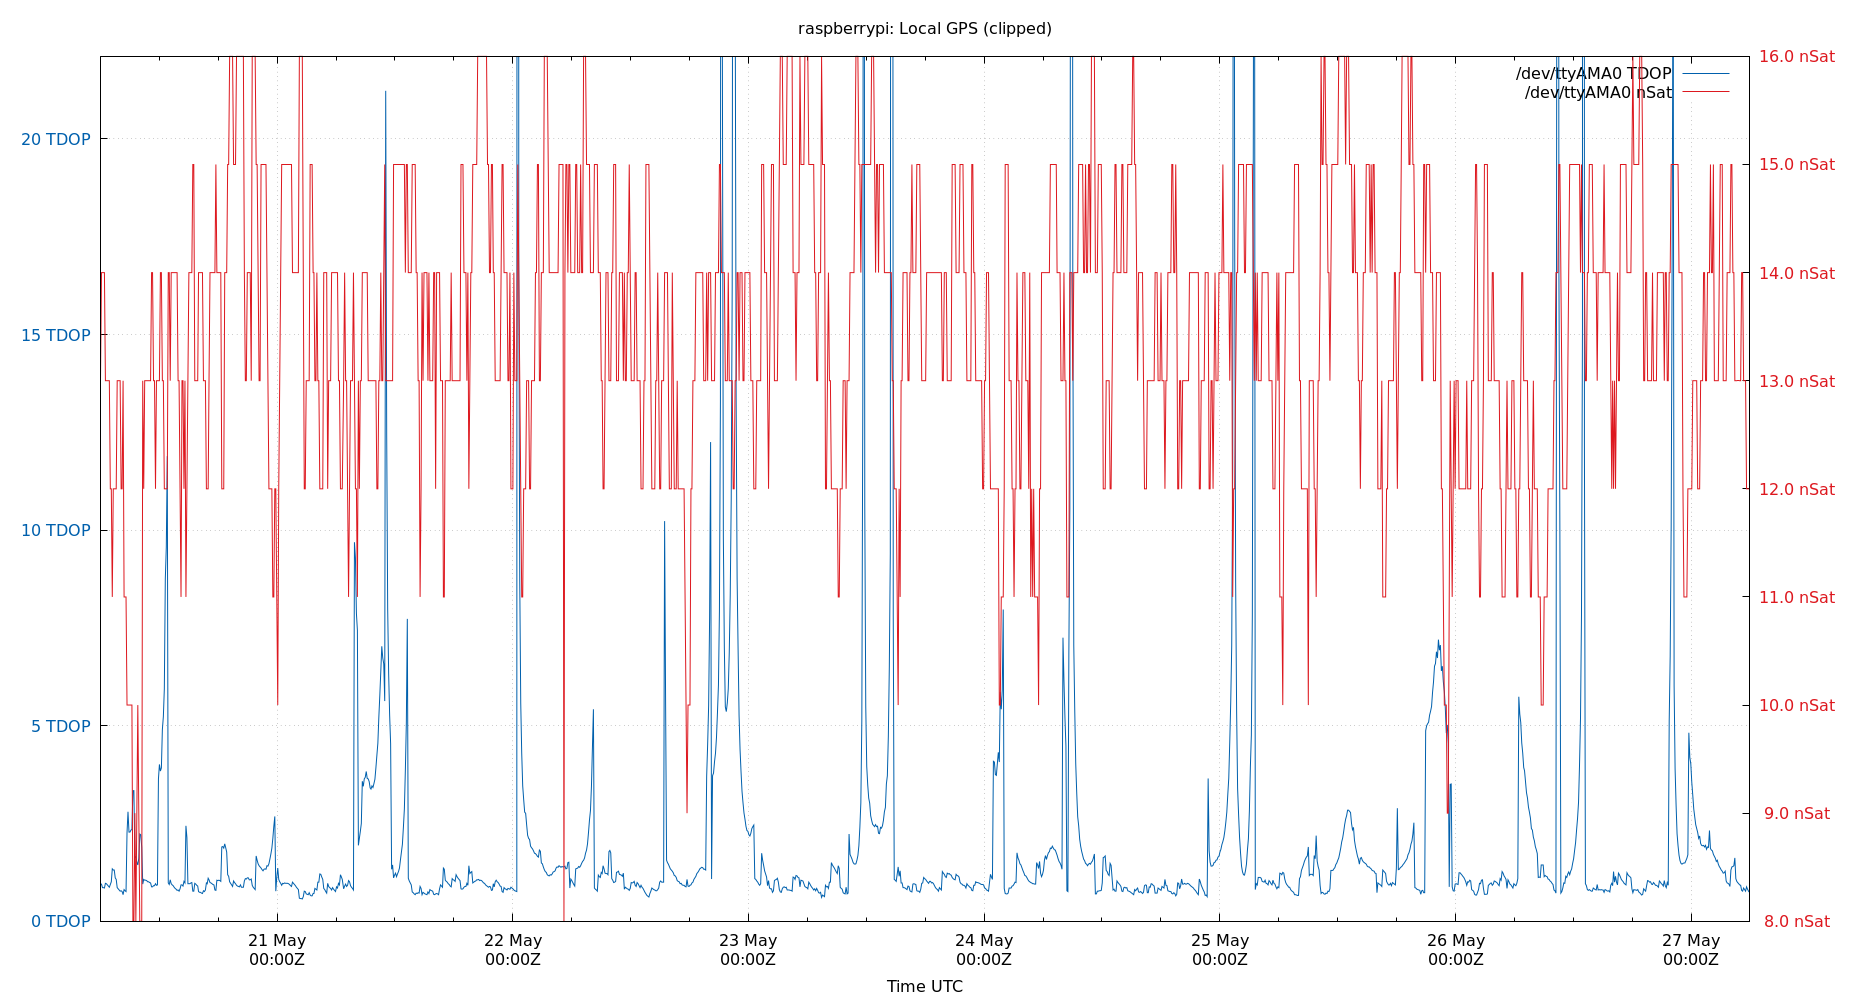 raspberrypi: Local GPS (clipped)
/dev/ttyAMA0 TDOP
/dev/ttyAMA0 nSat
20 TDOP
15 TDOP
10 TDOP
5 TDOP
0 TDOP
16.0 nSat
15.0 nSat
14.0 nSat
13.0 nSat
12.0 nSat
11.0 nSat
10.0 nSat
9.0 nSat
8.0 nSat
21 May 22 May 23 May 24 May 25 May 26 May 27 May
00:00Z 00:00Z 00:00Z 00:00Z 00:00Z 00:00Z 00:00Z
Time UTC